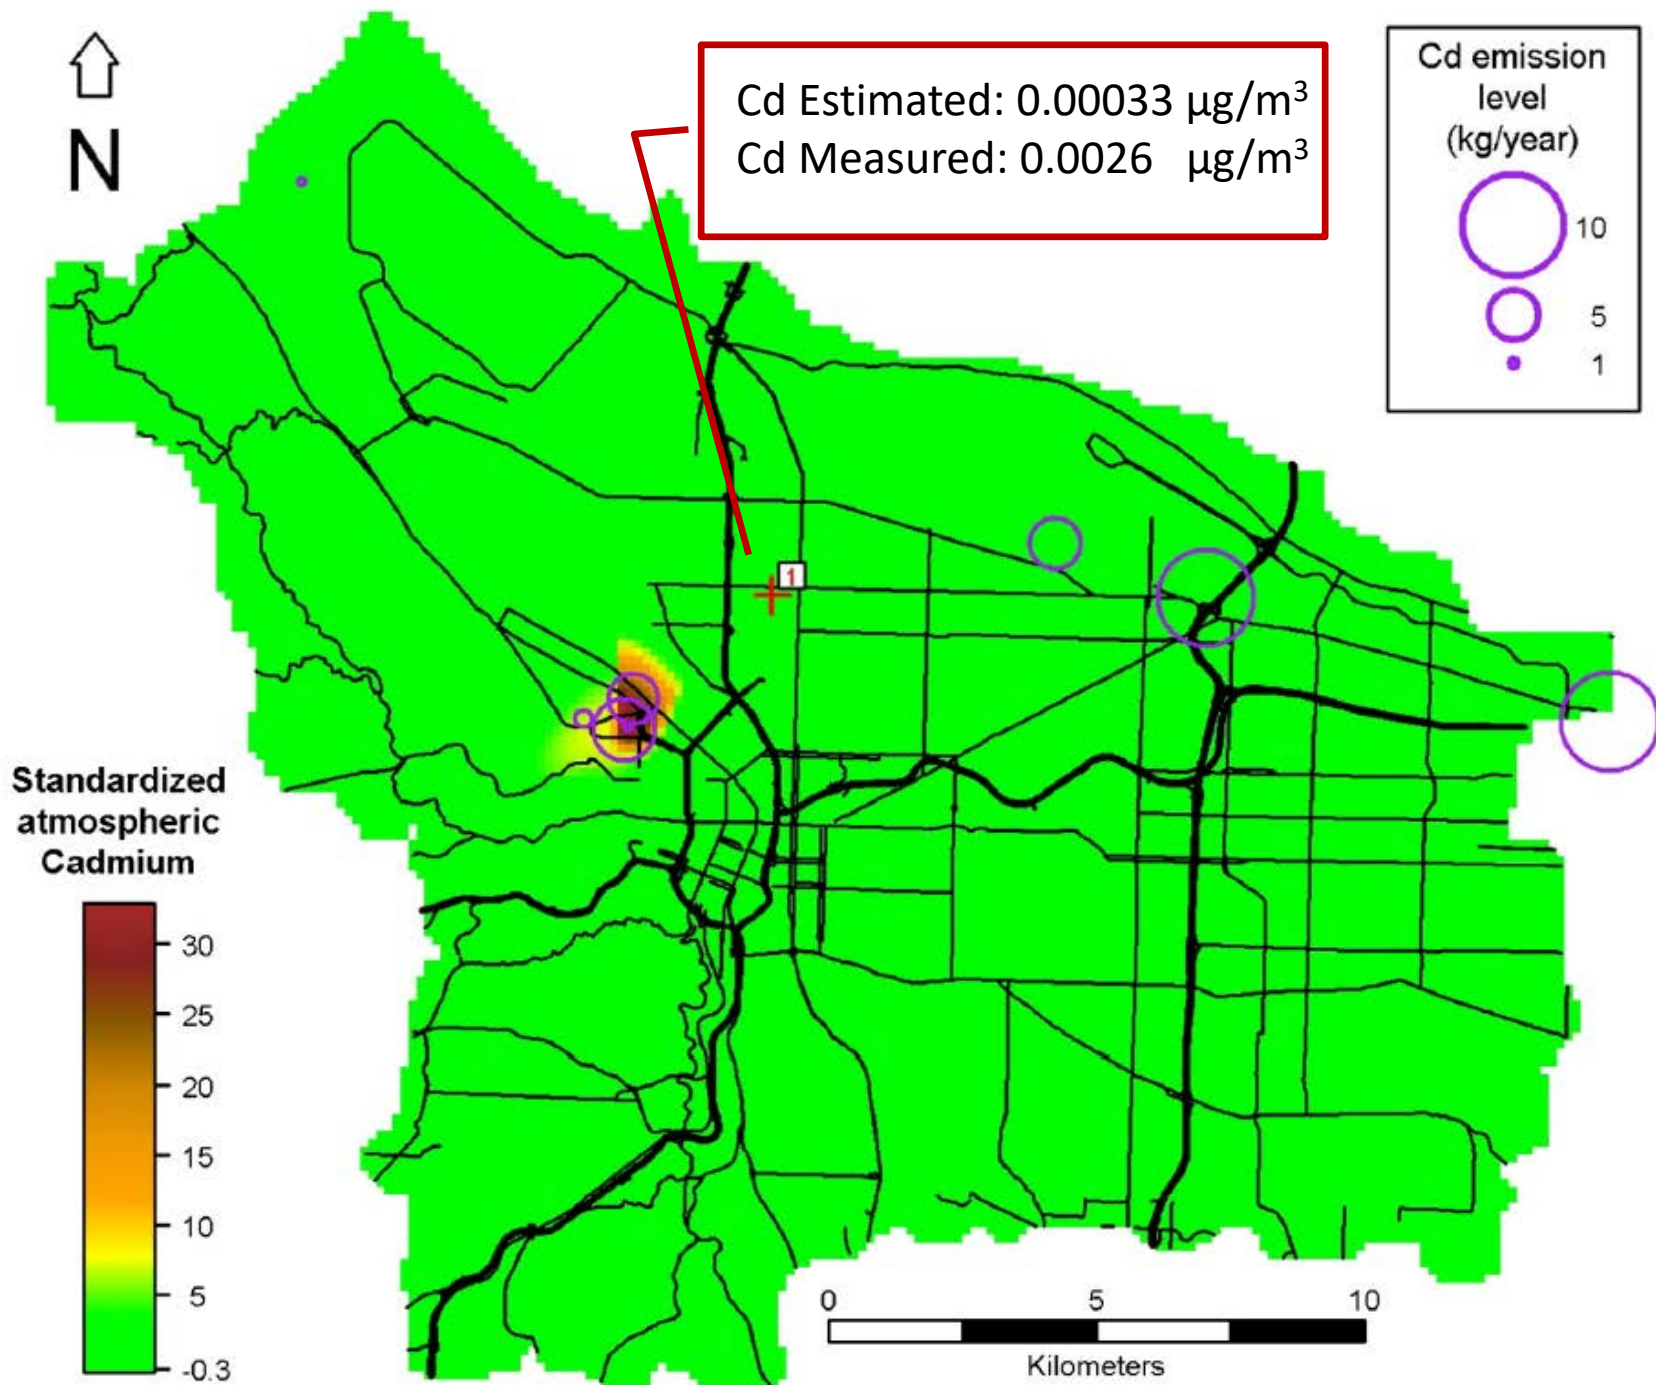 N
Cd Estimated: 0.00033 µg/m³
Cd Measured: 0.0026 µg/m³
Cd emission
level
(kg/year)
10
5
1
1
Standardized
atmospheric
Cadmium
30
25
20
15
10
5
-0.3
0 5 10
Kilometers